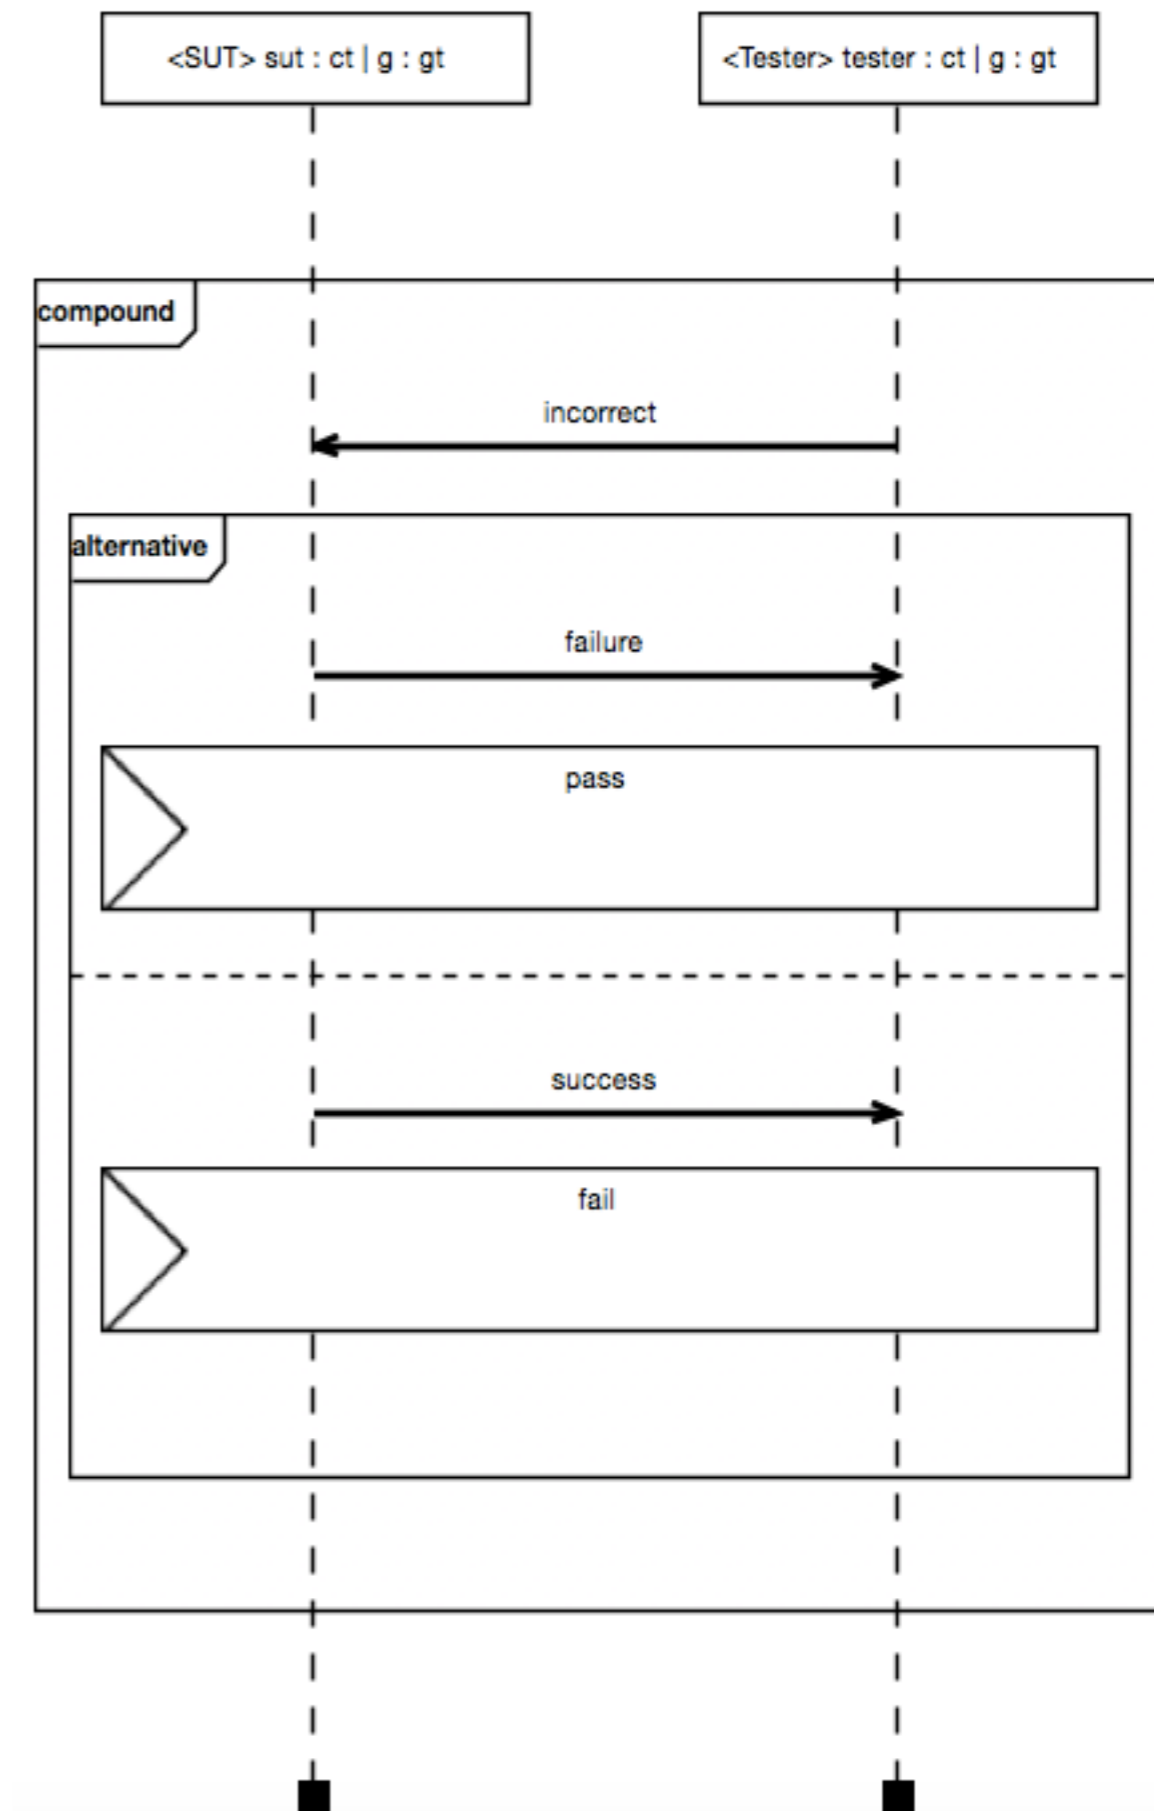 <SUT> sut : ct | g : gt
<Tester> tester : ct | g : gt
compound
incorrect
alternative
failure
pass
success
fail